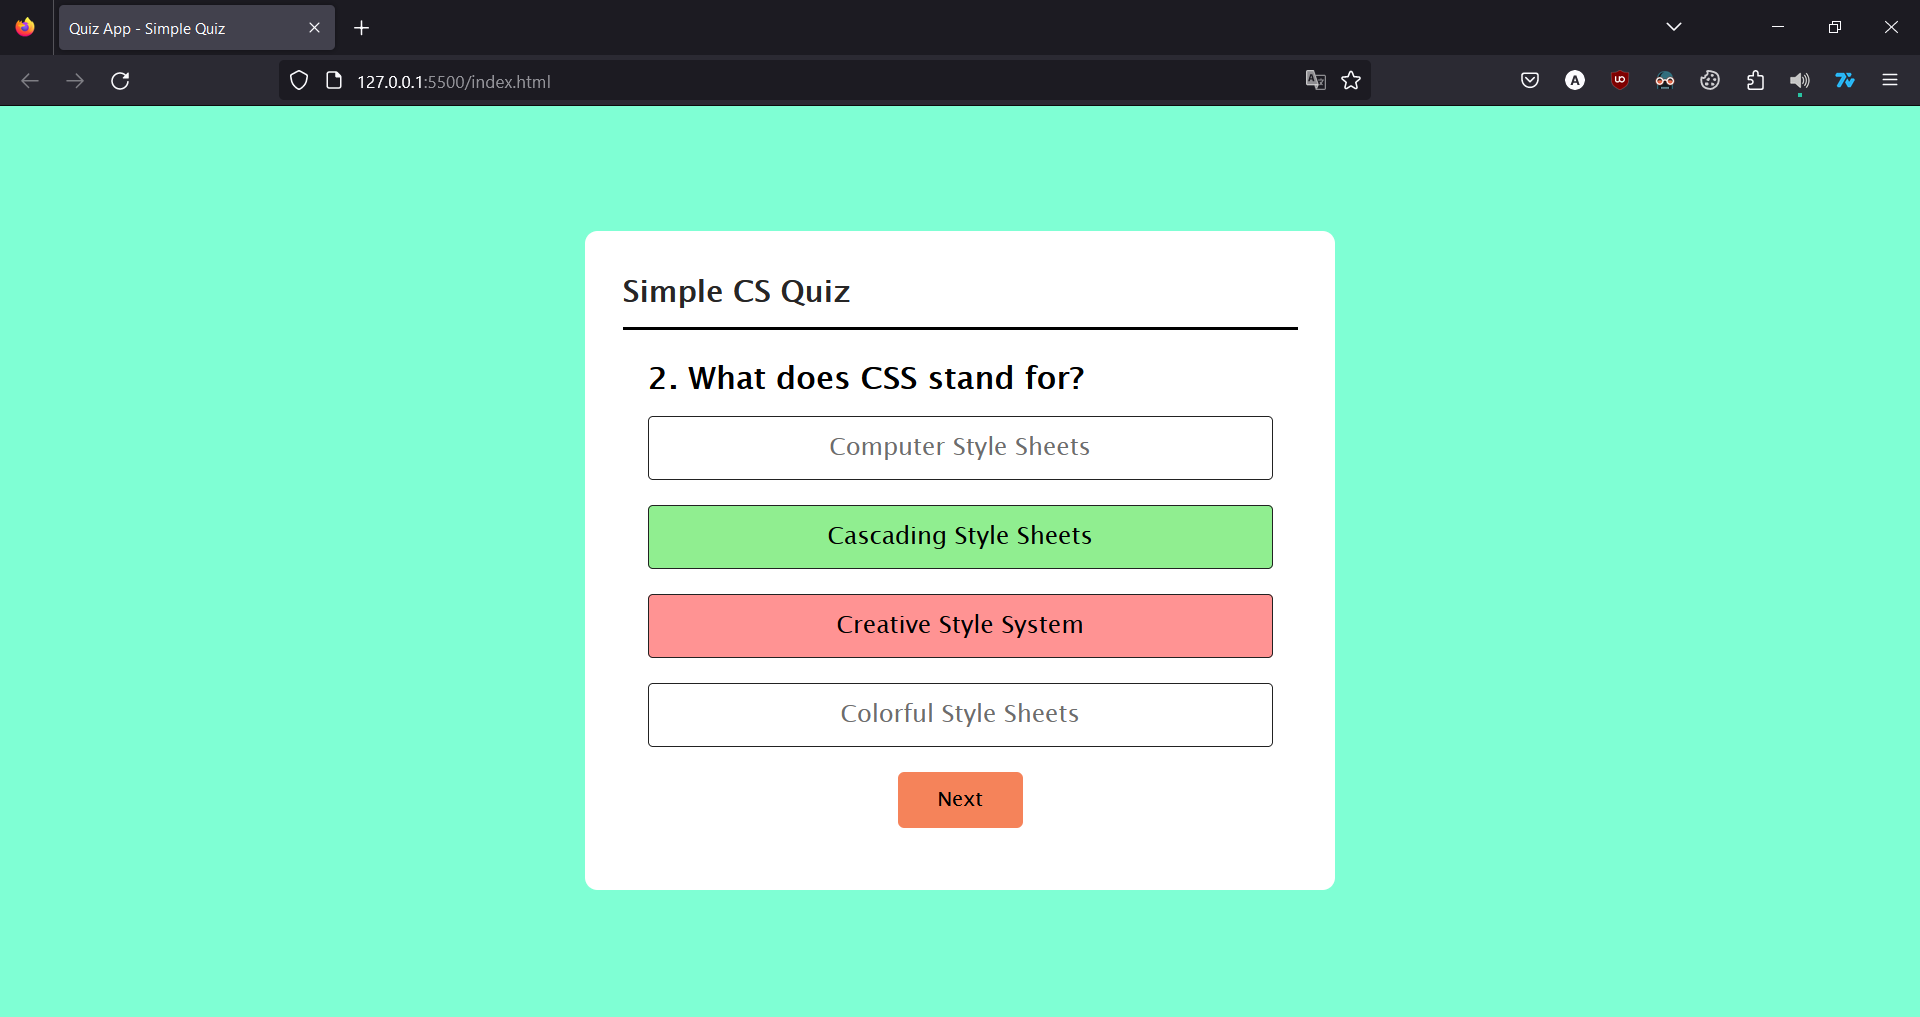 Quiz App - Simple Quiz
127.0.0.1:5500/index.html
Simple CS Quiz
2. What does CSS stand for?
Computer Style Sheets
Cascading Style Sheets
Creative Style System
Colorful Style Sheets
Next